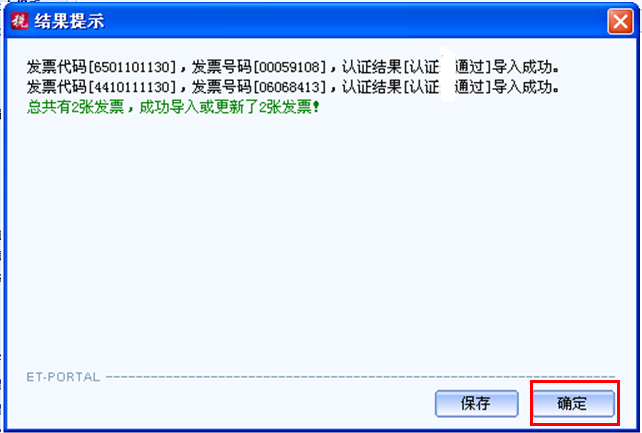 税 结果提示
发票代码[6501101130]，发票号码[00059108]，认证结果[认证 通过]导入成功。
发票代码[4410111130]，发票号码[06068413]，认证结果[认证 通过]导入成功。
总共有2张发票，成功导入或更新了2张发票！
ET-PORTAL
保存
确定